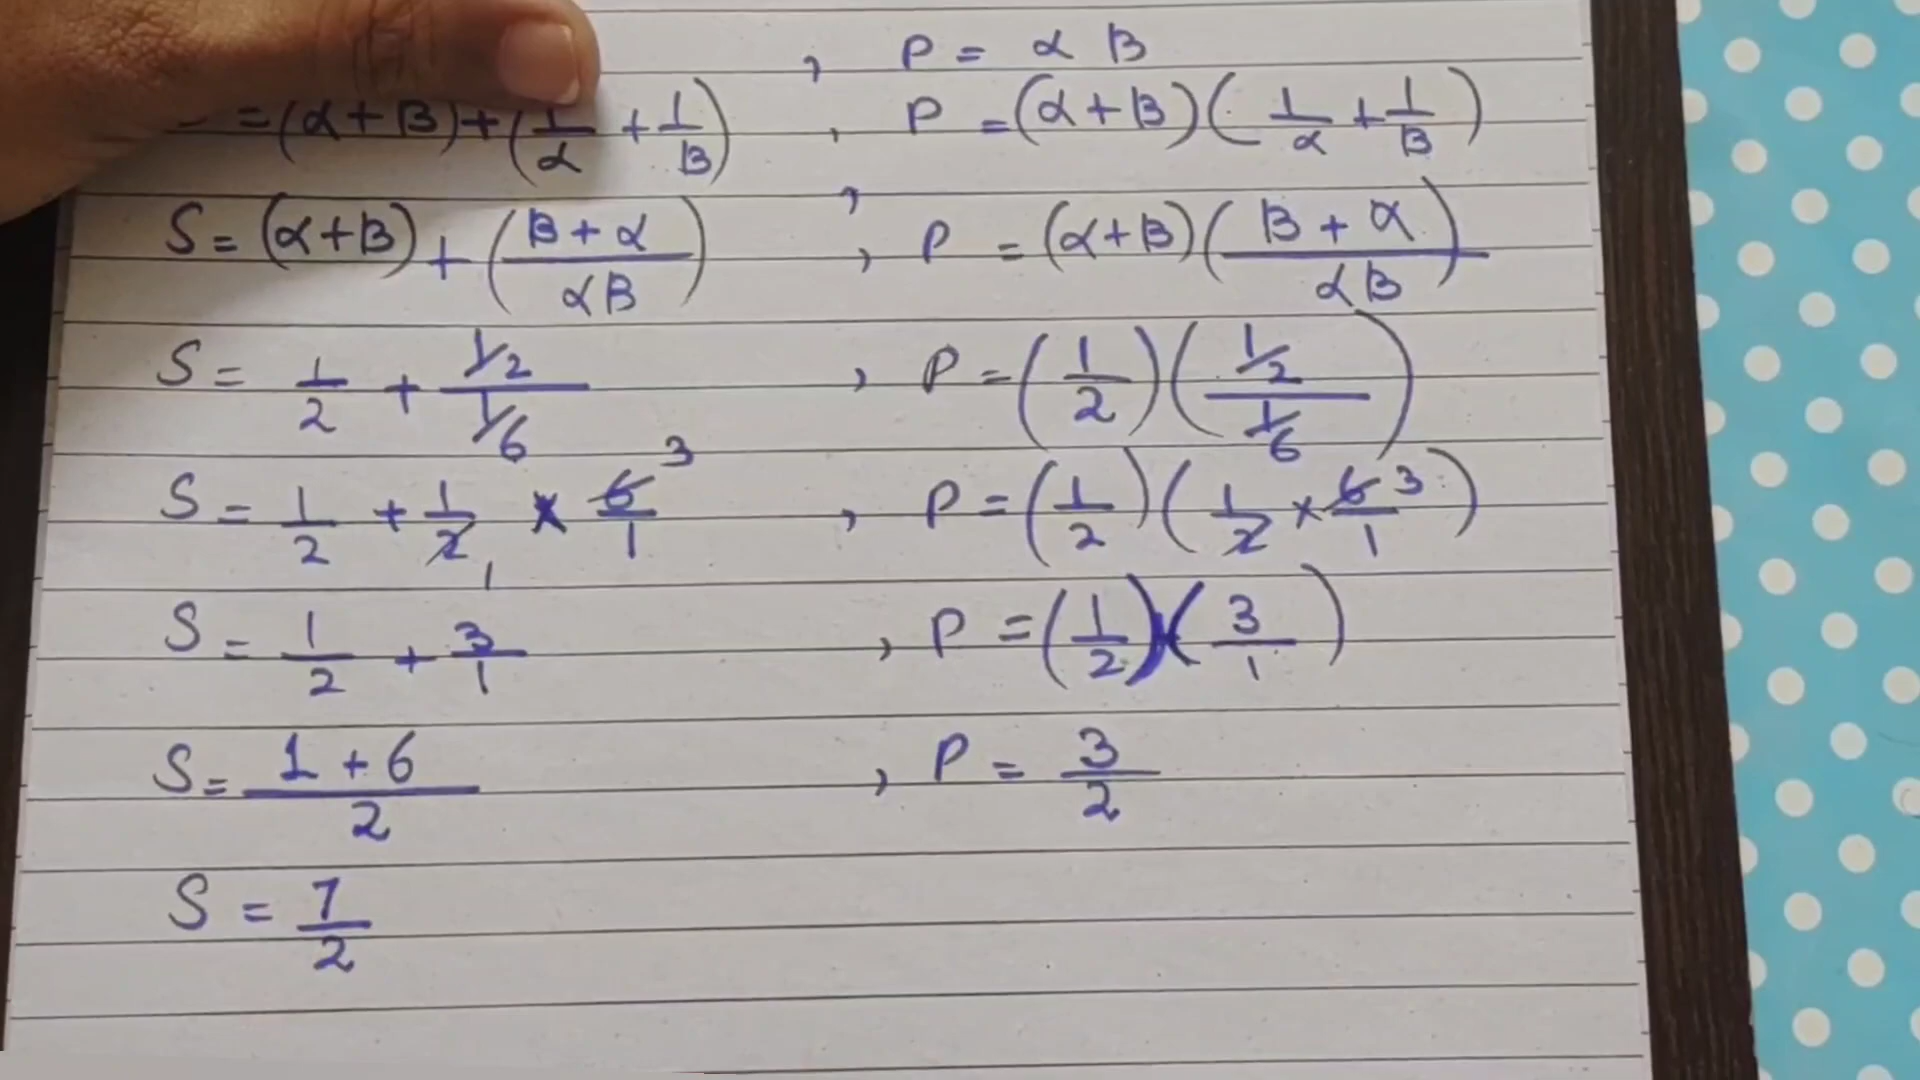 , P = α β
= (α + β) + (1/α + 1/β) , P = (α + β) (1/α + 1/β)
S = (α + β) + (β + α / αβ) , P = (α + β) (β + α / αβ)
S = 1/2 + 1/2 / 1/6 , P = (1/2) (1/2 / 1/6)
S = 1/2 + 1/2 1 × 6/1 3 , P = (1/2) (1/2 × 6/1 3)
S = 1/2 + 3/1 , P = (1/2) (3/1)
S = 1 + 6 / 2 , P = 3/2
S = 7/2